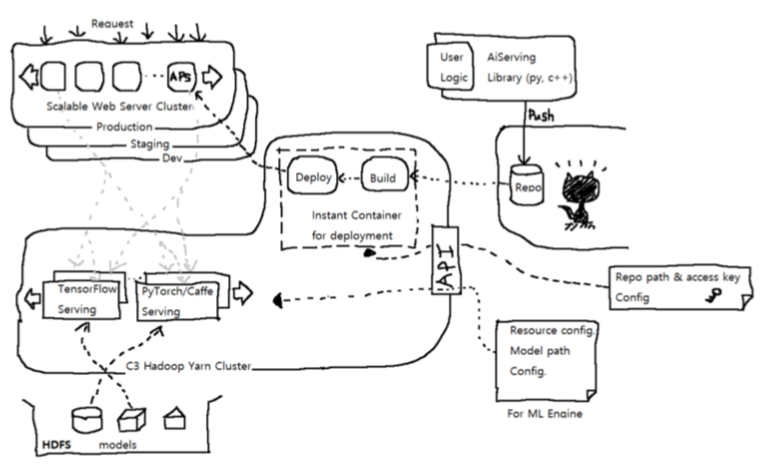 Request
APs
Scalable Web Server Cluster
Production
Staging
Dev
User
Logic
AiServing
Library (py, c++)
Push
Repo
Deploy
Build
Instant Container
for deployment
API
Repo path & access key
Config
TensorFlow
Serving
PyTorch/Caffe
Serving
C3 Hadoop Yarn Cluster
Resource config.
Model path
Config.
For ML Engine
HDFS models